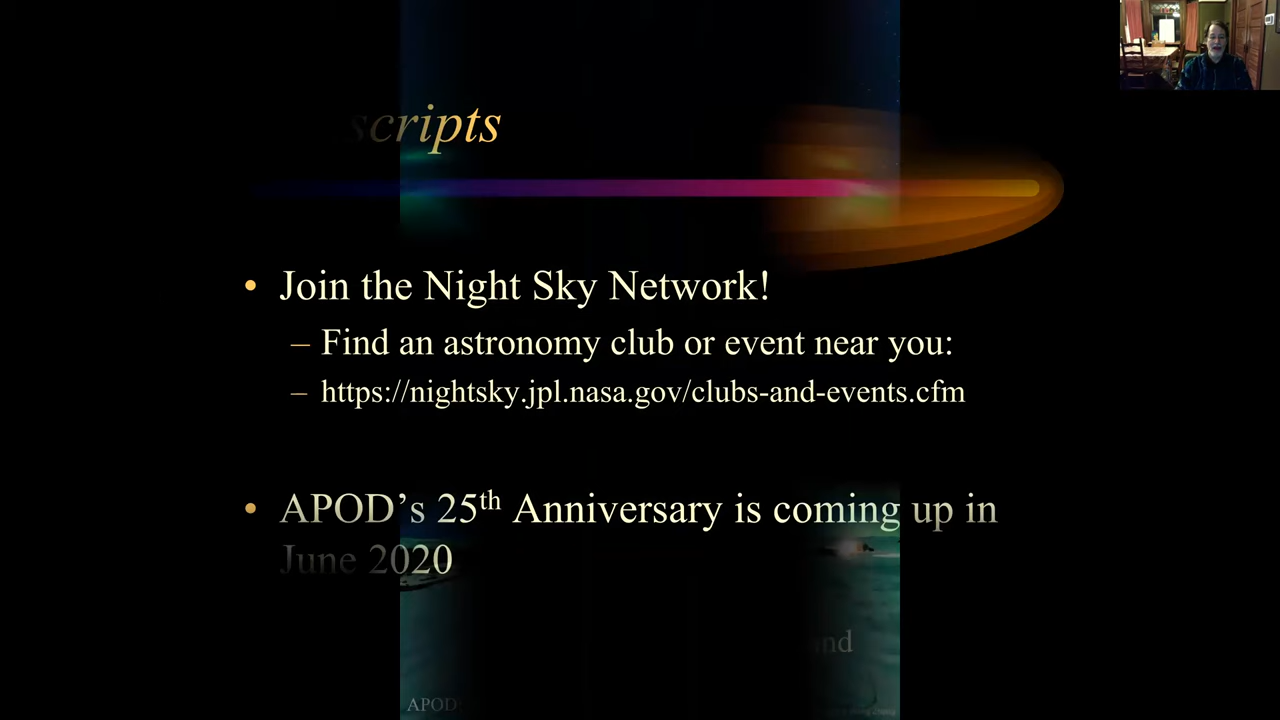 scripts
• Join the Night Sky Network!
– Find an astronomy club or event near you:
– https://nightsky.jpl.nasa.gov/clubs-and-events.cfm
• APOD’s 25th Anniversary is coming up in
June 2020
APOD